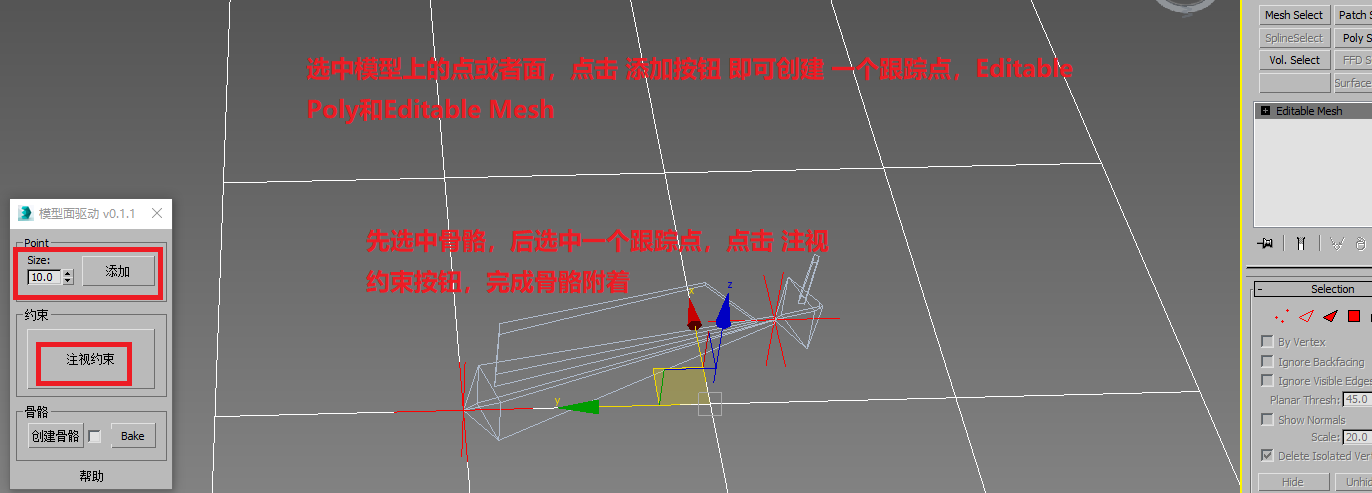 选中模型上的点或者面，点击 添加按钮 即可创建 一个跟踪点，Editable
Poly和Editable Mesh
先选中骨骼，后选中一个跟踪点，点击 注视
约束按钮，完成骨骼附着
模型面驱动 v0.1.1
Point
Size:
10.0
添加
约束
注视约束
骨骼
创建骨骼
Bake
帮助
x
z
y
Mesh Select
Patch S
SplineSelect
Poly S
Vol. Select
FFD S
Surface
Editable Mesh
- Selection
By Vertex
Ignore Backfacing
Ignore Visible Edges
Planar Thresh: 45.0
Show Normals
Scale: 20.0
Delete Isolated Vert
Hide
Unhi